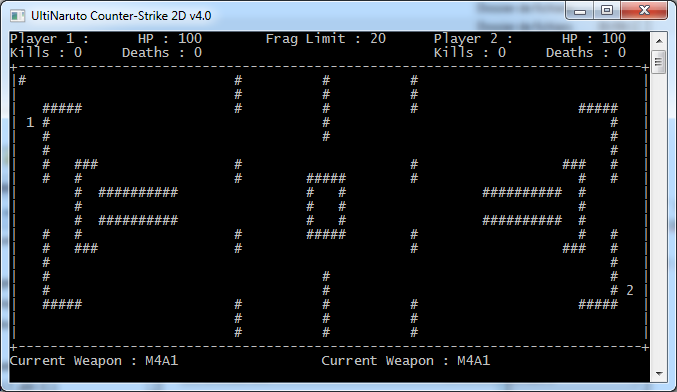 UltiNaruto Counter-Strike 2D v4.0
Player 1 :      HP : 100        Frag Limit : 20      Player 2 :      HP : 100
Kills : 0     Deaths : 0                             Kills : 0     Deaths : 0
1
2
Current Weapon : M4A1                  Current Weapon : M4A1